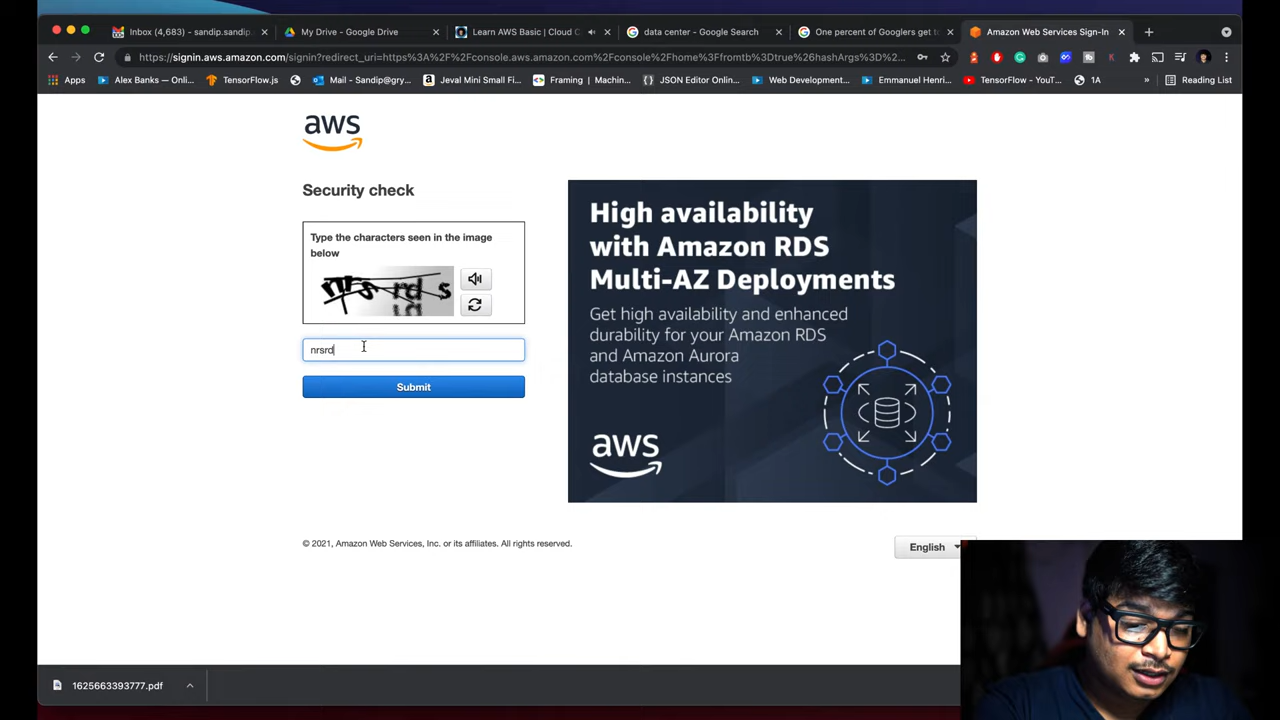 Inbox (4,683) - sandip.sandip.
My Drive - Google Drive
Learn AWS Basic | Cloud C
data center - Google Search
One percent of Googlers get t
Amazon Web Services Sign-In
https://signin.aws.amazon.com/signin?redirect_uri=https%3A%2F%2Fconsole.aws.amazon.com%2Fconsole%2Fhome%3Ffromtb%3Dtrue%26hashArgs%3D%2...
Apps
Alex Banks — Onli...
TensorFlow.js
Mail - Sandip@gry...
Jeval Mini Small Fi...
Framing | Machin...
JSON Editor Onlin...
Web Developmen...
Emmanuel Henri...
TensorFlow - YouT...
1A
»
Reading List
aws
Security check
Type the characters seen in the image
below
nrsrd
Submit
High availability
with Amazon RDS
Multi-AZ Deployments
Get high availability and enhanced
durability for your Amazon RDS
and Amazon Aurora
database instances
aws
© 2021, Amazon Web Services, Inc. or its affiliates. All rights reserved.
English
1625663393777.pdf